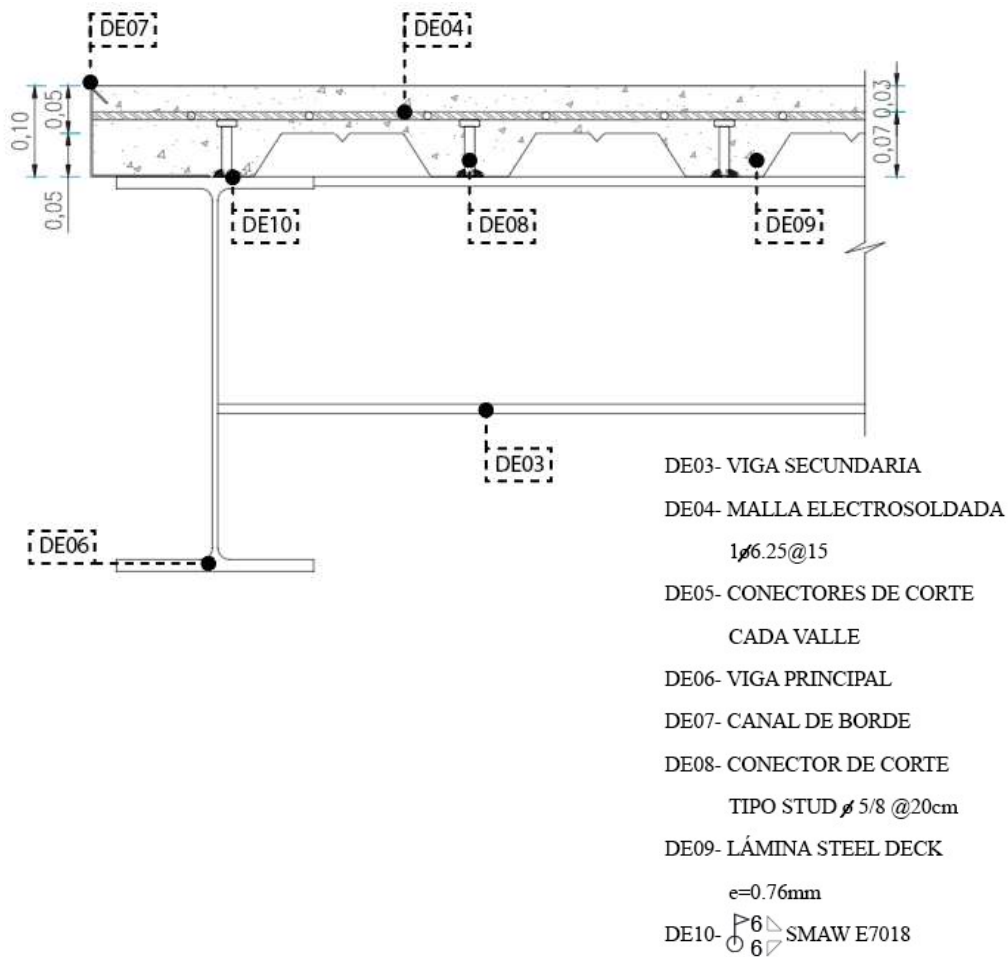 DE07
DE04
0,10
0,05
0,05
0,03
0,07
DE10
DE08
DE09
DE03
DE06
DE03- VIGA SECUNDARIA
DE04- MALLA ELECTROSOLDADA
1ø6.25@15
DE05- CONECTORES DE CORTE
CADA VALLE
DE06- VIGA PRINCIPAL
DE07- CANAL DE BORDE
DE08- CONECTOR DE CORTE
TIPO STUD ø 5/8 @20cm
DE09- LÁMINA STEEL DECK
e=0.76mm
DE10- 6 6 SMAW E7018